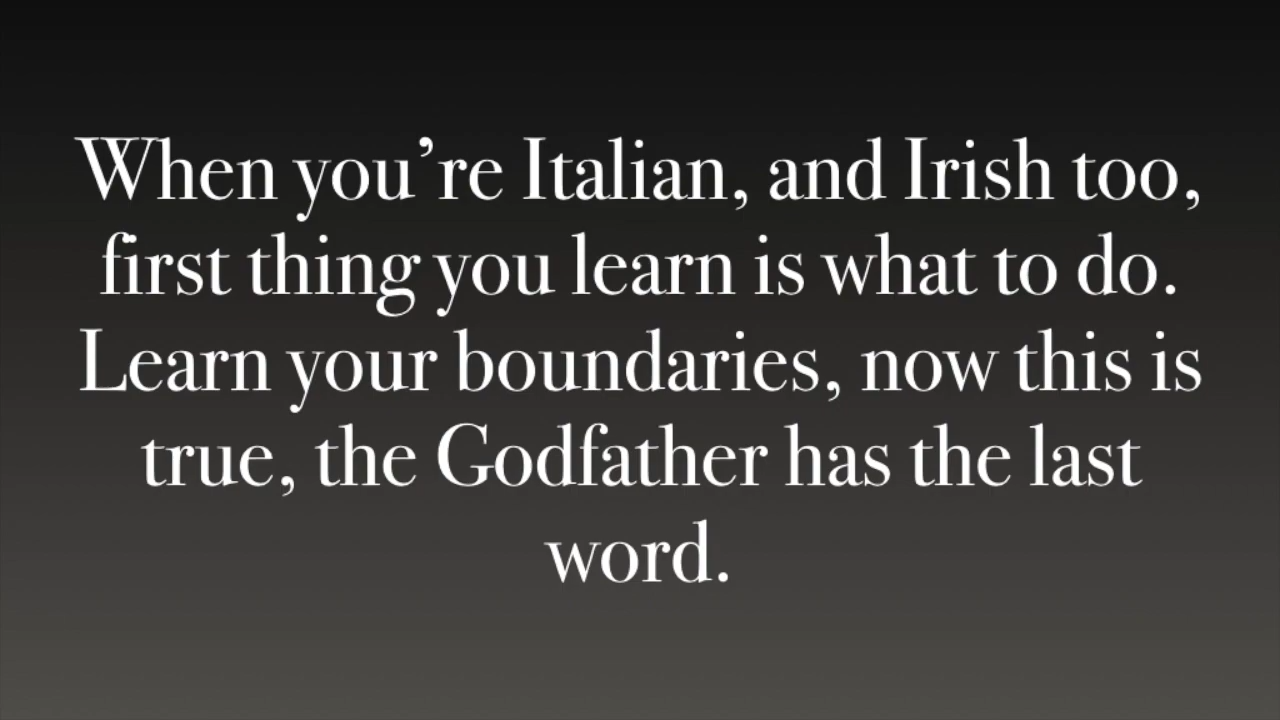 When you’re Italian, and Irish too,
first thing you learn is what to do.
Learn your boundaries, now this is
true, the Godfather has the last
word.